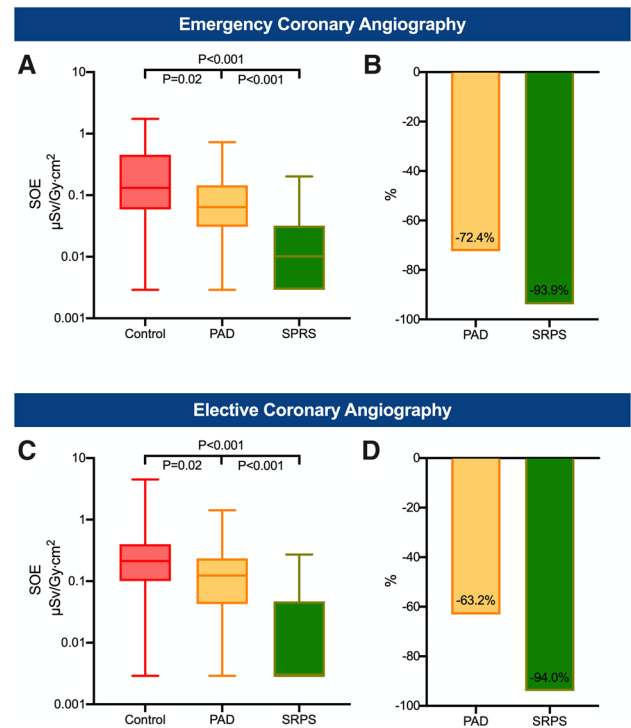 Emergency Coronary Angiography
A
P<0.001
P=0.02
P<0.001
10
1
0.1
0.01
0.001
SOE
µSv/Gy·cm²
Control
PAD
SPRS
B
0
-20
-40
-60
-80
-100
%
-72.4%
-93.9%
PAD
SRPS
Elective Coronary Angiography
C
P<0.001
P=0.02
P<0.001
10
1
0.1
0.01
0.001
SOE
µSv/Gy·cm²
Control
PAD
SRPS
D
0
-20
-40
-60
-80
-100
%
-63.2%
-94.0%
PAD
SRPS